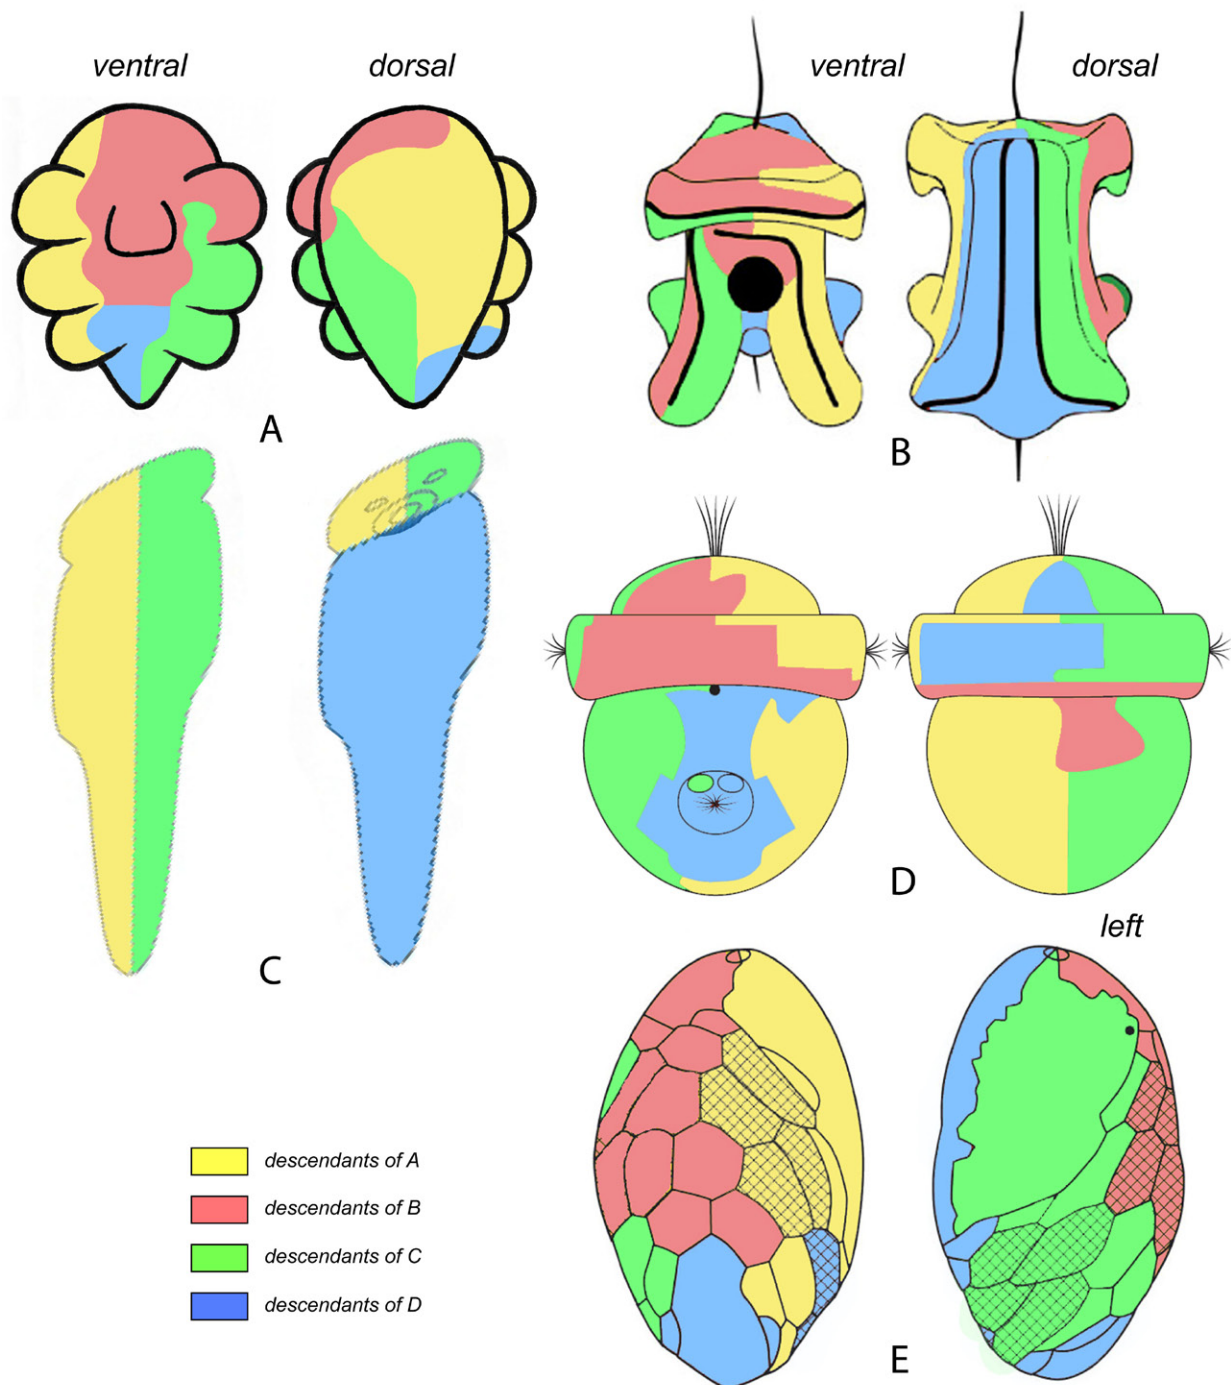 ventral
dorsal
ventral
dorsal
A
B
C
D
left
descendants of A
descendants of B
descendants of C
descendants of D
E